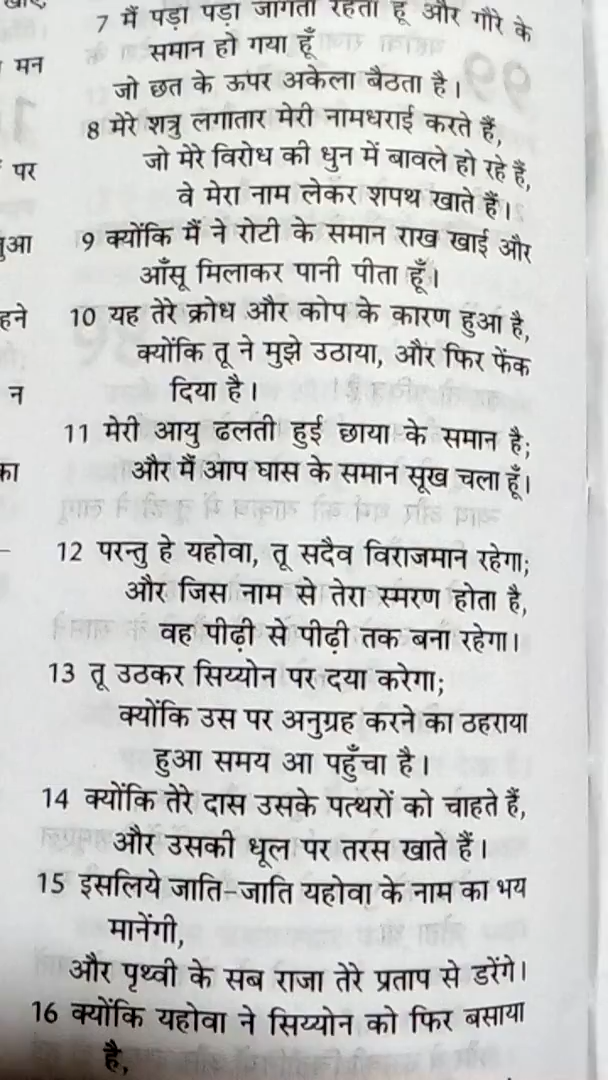 7 मैं पड़ा पड़ा जागता रहता हूँ और गौरे के
समान हो गया हूँ
जो छत के ऊपर अकेला बैठता है।
8 मेरे शत्रु लगातार मेरी नामधराई करते हैं,
जो मेरे विरोध की धुन में बावले हो रहे हैं,
वे मेरा नाम लेकर शपथ खाते हैं।
9 क्योंकि मैं ने रोटी के समान राख खाई और
आँसू मिलाकर पानी पीता हूँ।
10 यह तेरे क्रोध और कोप के कारण हुआ है,
क्योंकि तू ने मुझे उठाया, और फिर फेंक
दिया है।
11 मेरी आयु ढलती हुई छाया के समान है;
और मैं आप घास के समान सूख चला हूँ।
12 परन्तु हे यहोवा, तू सदैव विराजमान रहेगा;
और जिस नाम से तेरा स्मरण होता है,
वह पीढ़ी से पीढ़ी तक बना रहेगा।
13 तू उठकर सिय्योन पर दया करेगा;
क्योंकि उस पर अनुग्रह करने का ठहराया
हुआ समय आ पहुँचा है।
14 क्योंकि तेरे दास उसके पत्थरों को चाहते हैं,
और उसकी धूल पर तरस खाते हैं।
15 इसलिये जाति-जाति यहोवा के नाम का भय
मानेंगी,
और पृथ्वी के सब राजा तेरे प्रताप से डरेंगे।
16 क्योंकि यहोवा ने सिय्योन को फिर बसाया
है,
मन
पर
न
का